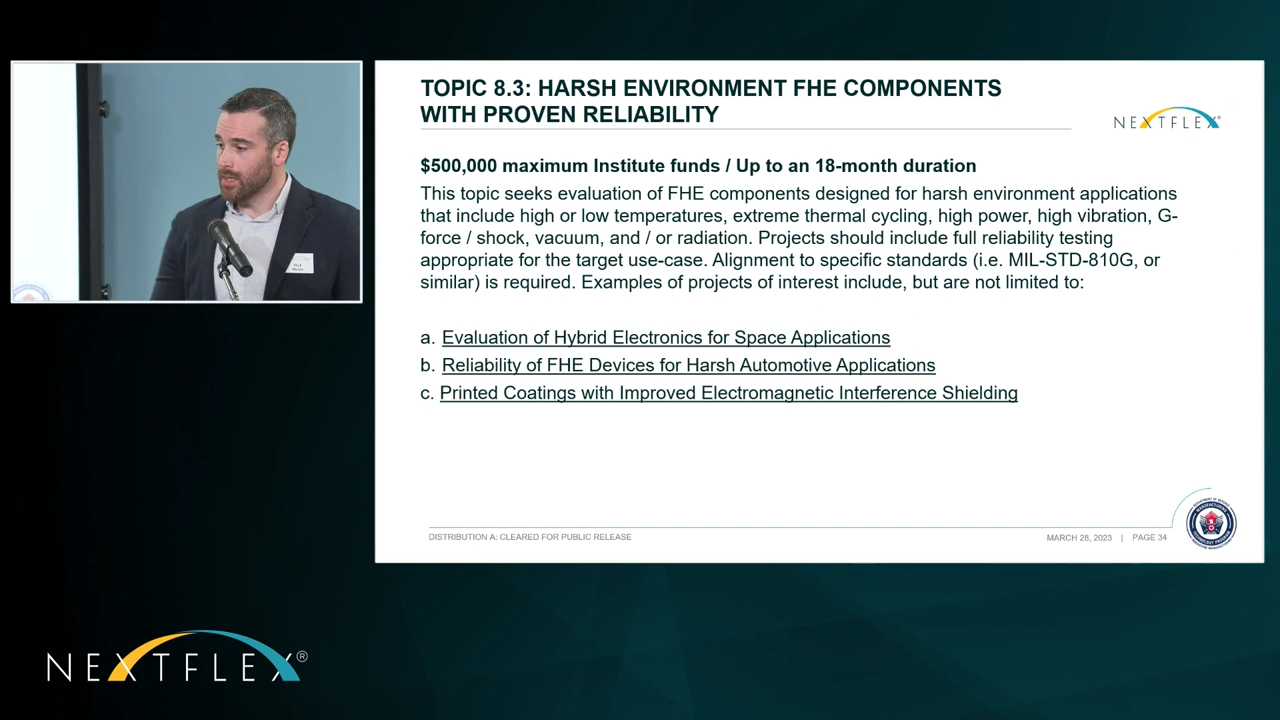 TOPIC 8.3: HARSH ENVIRONMENT FHE COMPONENTS
WITH PROVEN RELIABILITY
NEXTFLEX®
$500,000 maximum Institute funds / Up to an 18-month duration
This topic seeks evaluation of FHE components designed for harsh environment applications
that include high or low temperatures, extreme thermal cycling, high power, high vibration, G-
force / shock, vacuum, and / or radiation. Projects should include full reliability testing
appropriate for the target use-case. Alignment to specific standards (i.e. MIL-STD-810G, or
similar) is required. Examples of projects of interest include, but are not limited to:
a. Evaluation of Hybrid Electronics for Space Applications
b. Reliability of FHE Devices for Harsh Automotive Applications
c. Printed Coatings with Improved Electromagnetic Interference Shielding
DISTRIBUTION A: CLEARED FOR PUBLIC RELEASE
MARCH 28, 2023 | PAGE 34
NEXTFLEX®